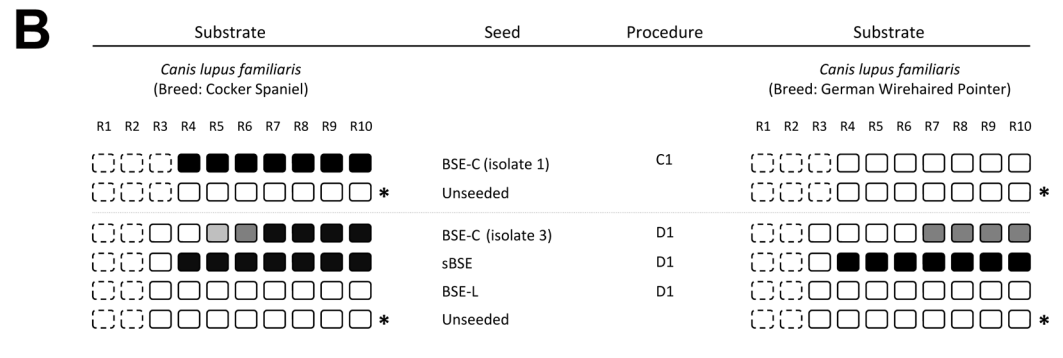 B
Substrate Seed Procedure Substrate
Canis lupus familiaris Canis lupus familiaris
(Breed: Cocker Spaniel) (Breed: German Wirehaired Pointer)
R1 R2 R3 R4 R5 R6 R7 R8 R9 R10 R1 R2 R3 R4 R5 R6 R7 R8 R9 R10
BSE-C (isolate 1) C1
* Unseeded *
BSE-C (isolate 3) D1
sBSE D1
BSE-L D1
* Unseeded *